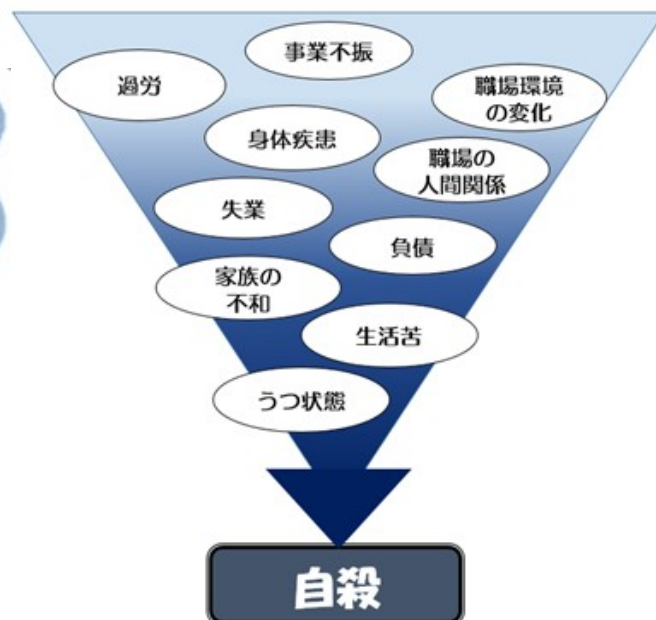 事業不振
過労
職場環境
の変化
身体疾患
職場の
人間関係
失業
負債
家族の
不和
生活苦
うつ状態
自殺